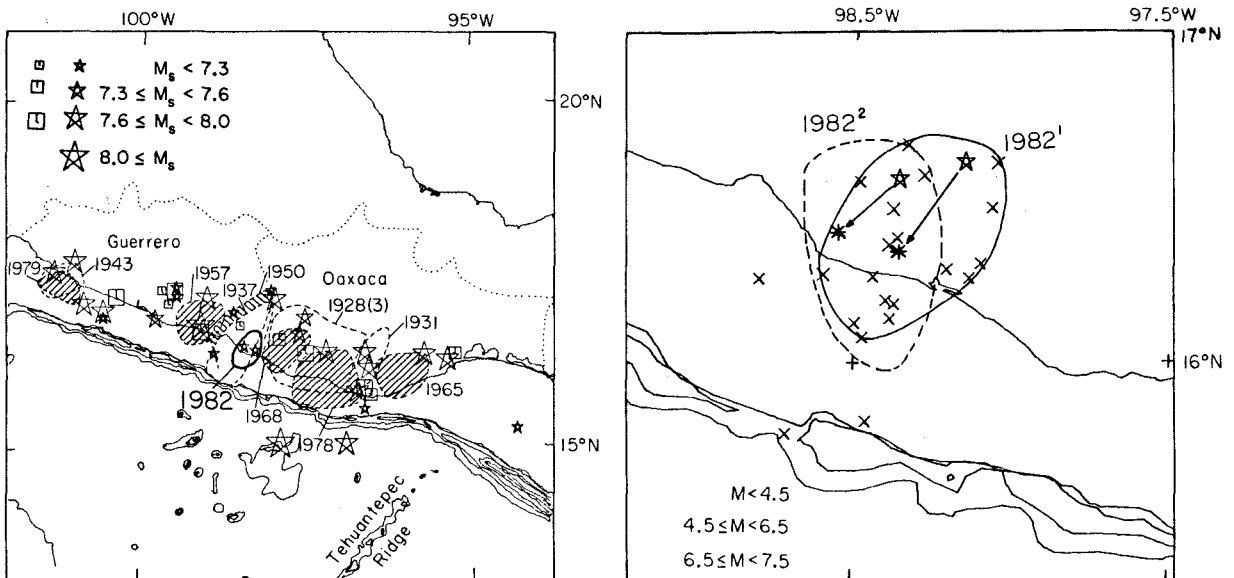 100°W
95°W
Mₛ < 7.3
7.3 ≤ Mₛ < 7.6
7.6 ≤ Mₛ < 8.0
8.0 ≤ Mₛ
20°N
Guerrero
1979
1943
1957
1937
1950
Oaxaca
1928(3)
1931
1982
1968
1978
1965
15°N
Tehuantepec
Ridge
98.5°W
97.5°W
17°N
1982²
1982¹
16°N
M<4.5
4.5≤M<6.5
6.5≤M<7.5